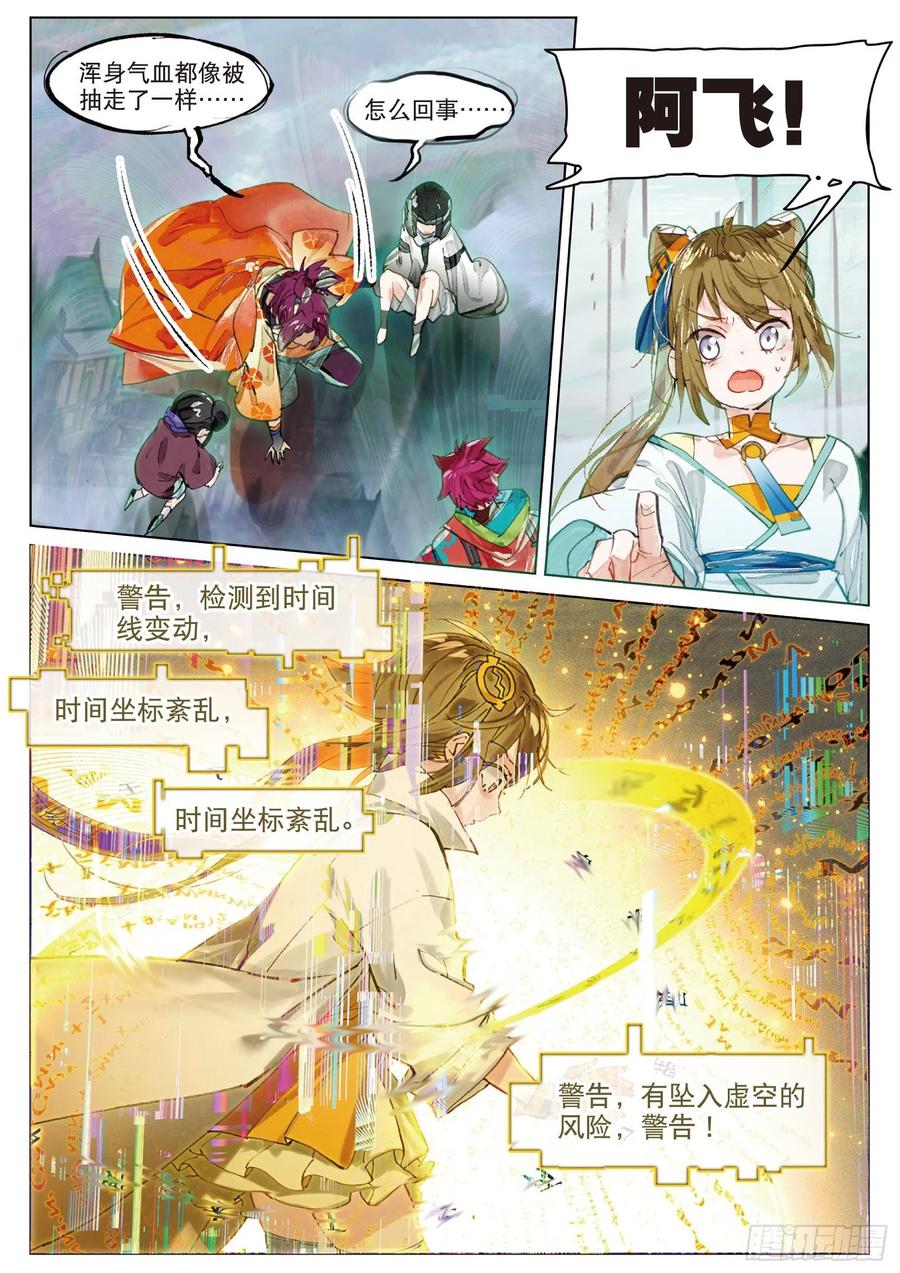 浑身气血都像被
抽走了一样……
怎么回事……
阿飞!
警告，检测到时间
线变动，
时间坐标紊乱，
时间坐标紊乱。
警告，有坠入虚空的
风险，警告！
腾讯动漫